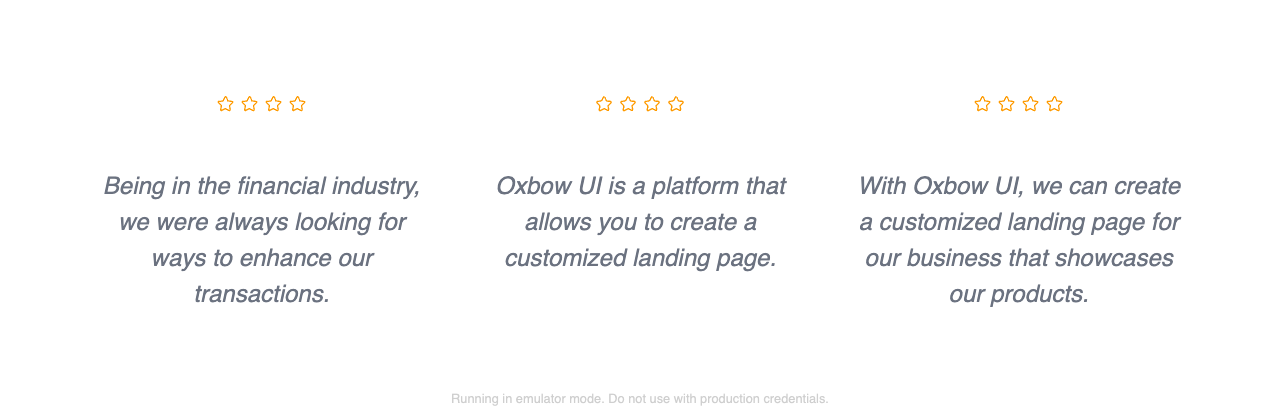 Being in the financial industry,
we were always looking for
ways to enhance our
transactions.
Oxbow UI is a platform that
allows you to create a
customized landing page.
With Oxbow UI, we can create
a customized landing page for
our business that showcases
our products.
Running in emulator mode. Do not use with production credentials.